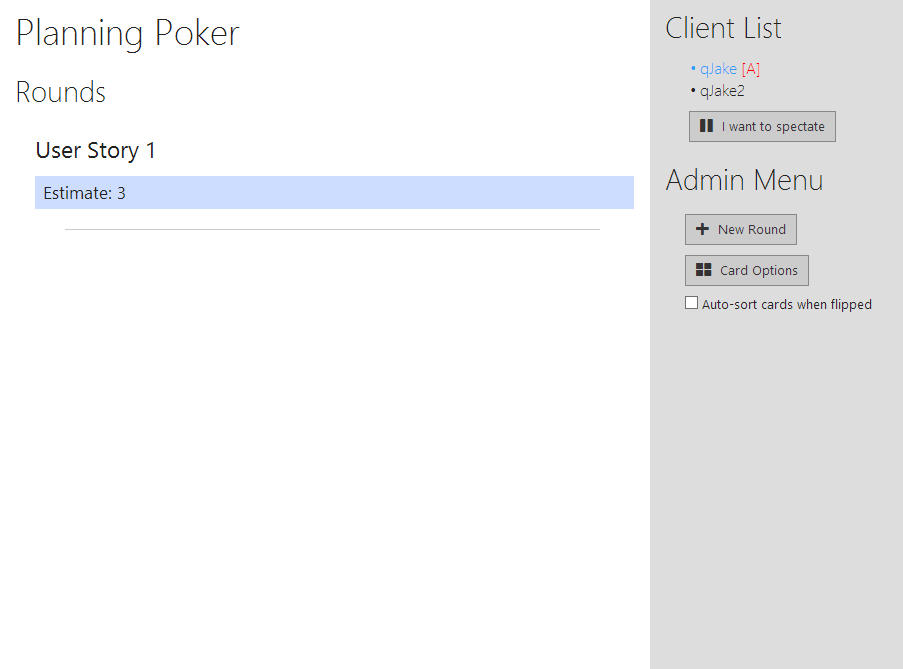 Planning Poker
Rounds
User Story 1
Estimate: 3
Client List
• qJake [A]
• qJake2
I want to spectate
Admin Menu
New Round
Card Options
Auto-sort cards when flipped